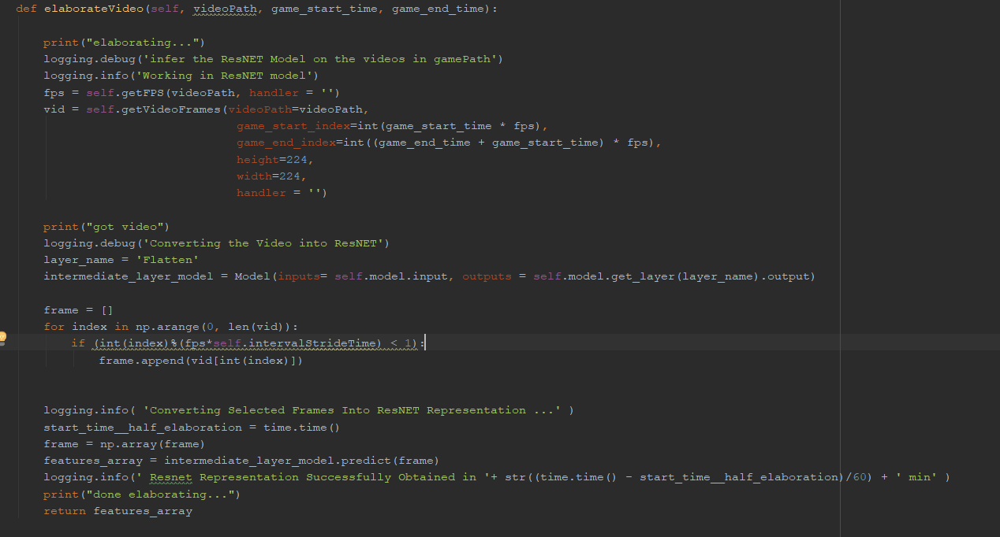 def elaborateVideo(self, videoPath, game_start_time, game_end_time):
print("elaborating...")
logging.debug('infer the ResNET Model on the videos in gamePath')
logging.info('Working in ResNET model')
fps = self.getFPS(videoPath, handler = '')
vid = self.getVideoFrames(videoPath=videoPath,
game_start_index=int(game_start_time * fps),
game_end_index=int((game_end_time + game_start_time) * fps),
height=224,
width=224,
handler = '')
print("got video")
logging.debug('Converting the Video into ResNET')
layer_name = 'Flatten'
intermediate_layer_model = Model(inputs= self.model.input, outputs = self.model.get_layer(layer_name).output)
frame = []
for index in np.arange(0, len(vid)):
if (int(index)%(fps*self.intervalStrideTime) < 1):
frame.append(vid[int(index)])
logging.info( 'Converting Selected Frames Into ResNET Representation ...' )
start_time__half_elaboration = time.time()
frame = np.array(frame)
features_array = intermediate_layer_model.predict(frame)
logging.info(' Resnet Representation Successfully Obtained in '+ str((time.time() - start_time__half_elaboration)/60) + ' min' )
print("done elaborating...")
return features_array